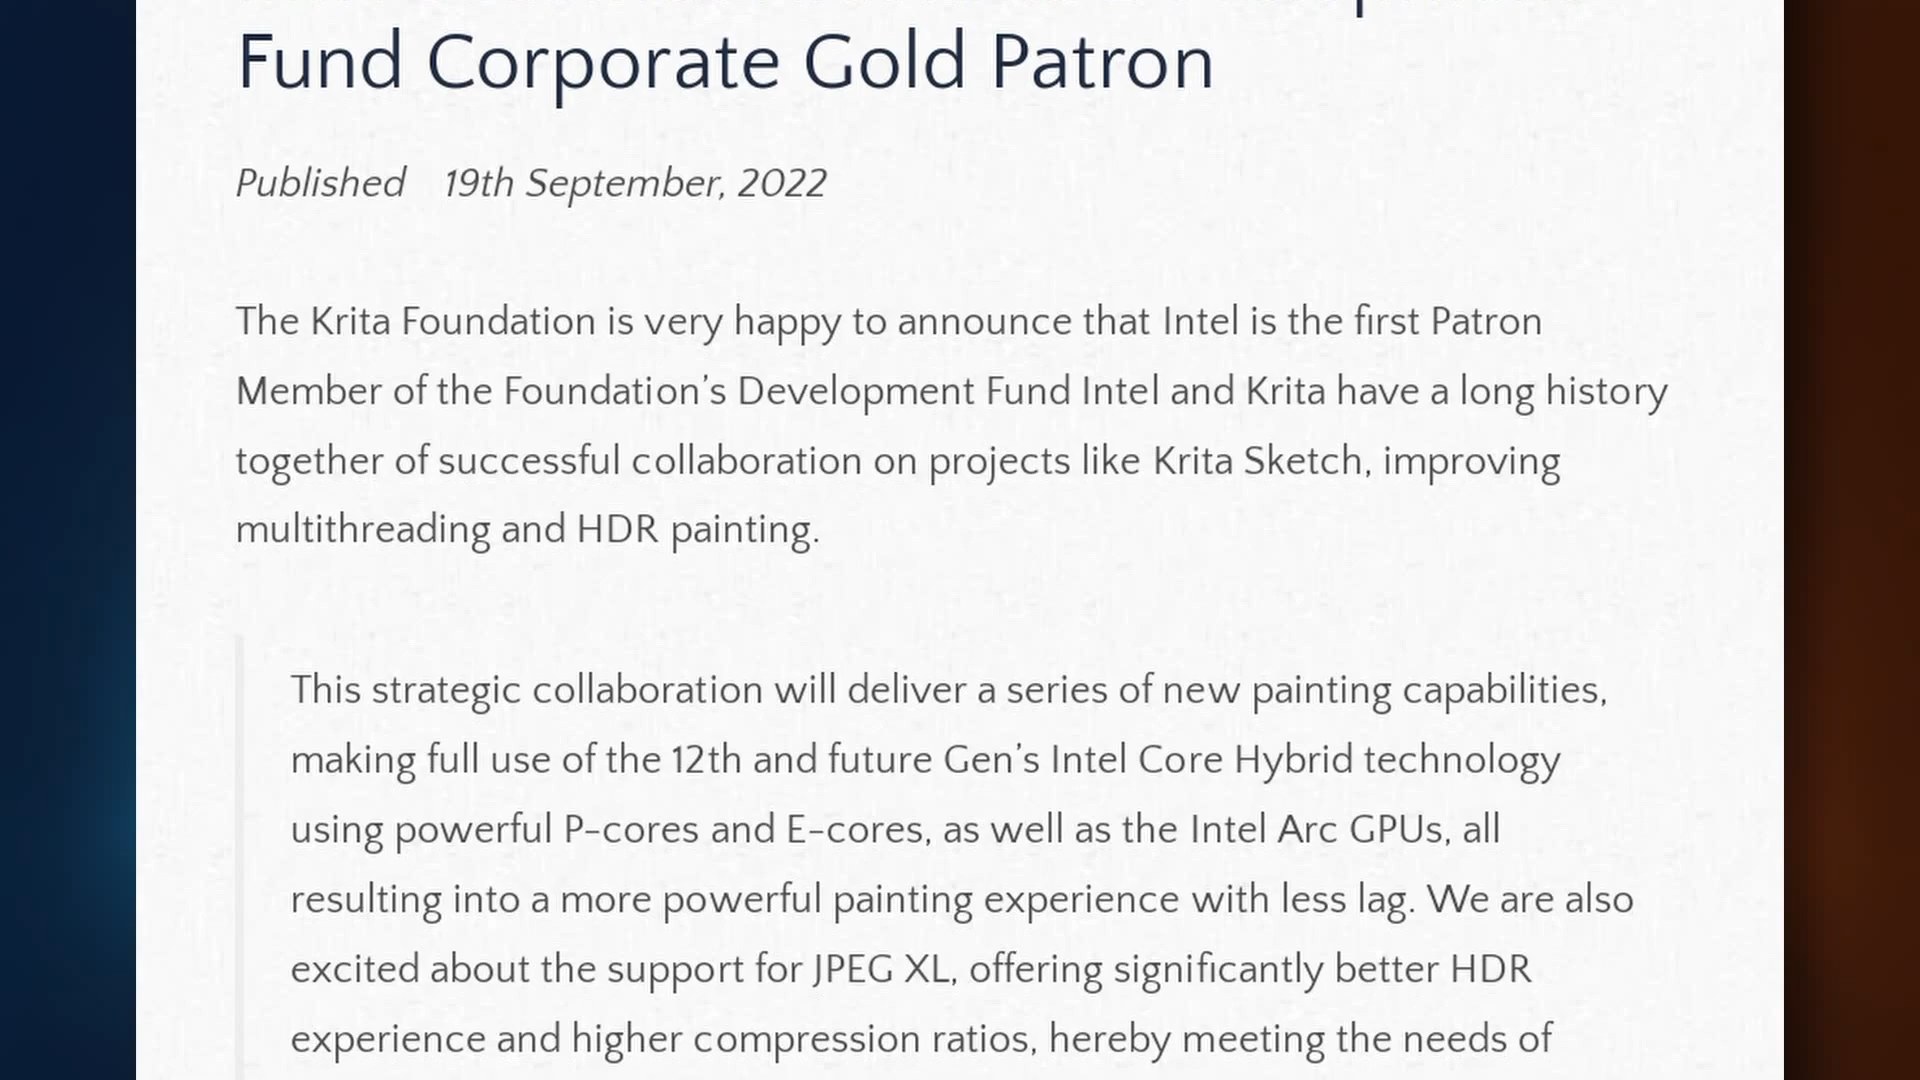 Fund Corporate Gold Patron
Published 19th September, 2022
The Krita Foundation is very happy to announce that Intel is the first Patron
Member of the Foundation’s Development Fund Intel and Krita have a long history
together of successful collaboration on projects like Krita Sketch, improving
multithreading and HDR painting.
This strategic collaboration will deliver a series of new painting capabilities,
making full use of the 12th and future Gen’s Intel Core Hybrid technology
using powerful P-cores and E-cores, as well as the Intel Arc GPUs, all
resulting into a more powerful painting experience with less lag. We are also
excited about the support for JPEG XL, offering significantly better HDR
experience and higher compression ratios, hereby meeting the needs of